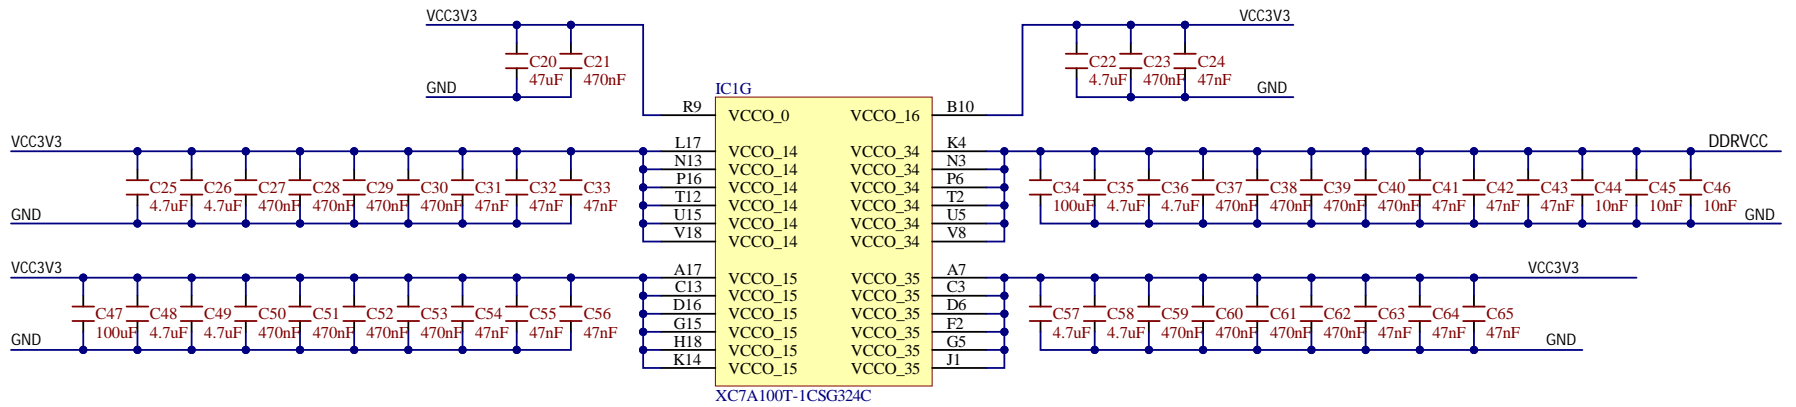 VCC3V3
VCC3V3
C20 C21
47uF 470nF
C22 C23 C24
4.7uF 470nF 47nF
GND
GND
IC1G
R9 VCCO_0 VCCO_16 B10
VCC3V3
DDRVCC
L17 VCCO_14 VCCO_34 K4
N13 VCCO_14 VCCO_34 N3
P16 VCCO_14 VCCO_34 P6
T12 VCCO_14 VCCO_34 T2
U15 VCCO_14 VCCO_34 U5
V18 VCCO_14 VCCO_34 V8
C25 C26 C27 C28 C29 C30 C31 C32 C33
4.7uF 4.7uF 470nF 470nF 470nF 470nF 47nF 47nF 47nF
GND
C34 C35 C36 C37 C38 C39 C40 C41 C42 C43 C44 C45 C46
100uF 4.7uF 4.7uF 470nF 470nF 470nF 470nF 47nF 47nF 47nF 10nF 10nF 10nF
GND
VCC3V3
VCC3V3
A17 VCCO_15 VCCO_35 A7
C13 VCCO_15 VCCO_35 C3
D16 VCCO_15 VCCO_35 D6
G15 VCCO_15 VCCO_35 F2
H18 VCCO_15 VCCO_35 G5
K14 VCCO_15 VCCO_35 J1
C47 C48 C49 C50 C51 C52 C53 C54 C55 C56
100uF 4.7uF 4.7uF 470nF 470nF 470nF 470nF 47nF 47nF 47nF
GND
C57 C58 C59 C60 C61 C62 C63 C64 C65
4.7uF 4.7uF 470nF 470nF 470nF 470nF 47nF 47nF 47nF
GND
XC7A100T-1CSG324C